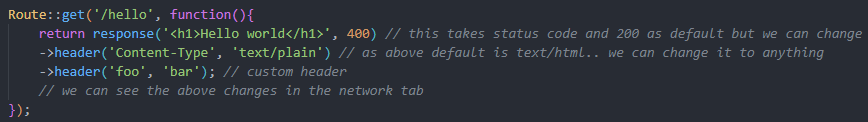 Route::get('/hello', function(){
return response('<h1>Hello world</h1>', 400) // this takes status code and 200 as default but we can change
->header('Content-Type', 'text/plain') // as above default is text/html.. we can change it to anything
->header('foo', 'bar'); // custom header
// we can see the above changes in the network tab
});